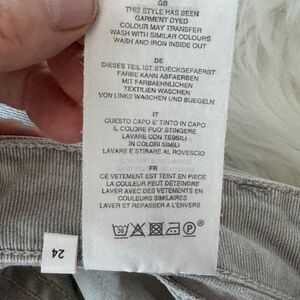 GB
THIS STYLE HAS BEEN
GARMENT DYED
COLOUR MAY TRANSFER
WASH WITH SIMILAR COLOURS
WASH AND IRON INSIDE OUT
DE
DIESES TEIL IST STUECKGEFAERBT
FARBE KANN ABFAERBEN
MIT FARBAEHNLICHEN
TEXTILIEN WASCHEN
VON LINKS WASCHEN UND BUEGELN
IT
QUESTO CAPO E' TINTO IN CAPO
IL COLORE PUO' STINGERE
LAVARE CON TESSUTI
IN COLORI SIMILI
LAVARE E STIRARE AL ROVESCIO
FR
CE VETEMENT EST TEINT EN PIECE
LA COULEUR PEUT DETEINDRE
LAVER AVEC DES VETEMENTS EN
COULEURS SIMILAIRES
LAVER ET REPASSER A L'ENVERS
30
P
24